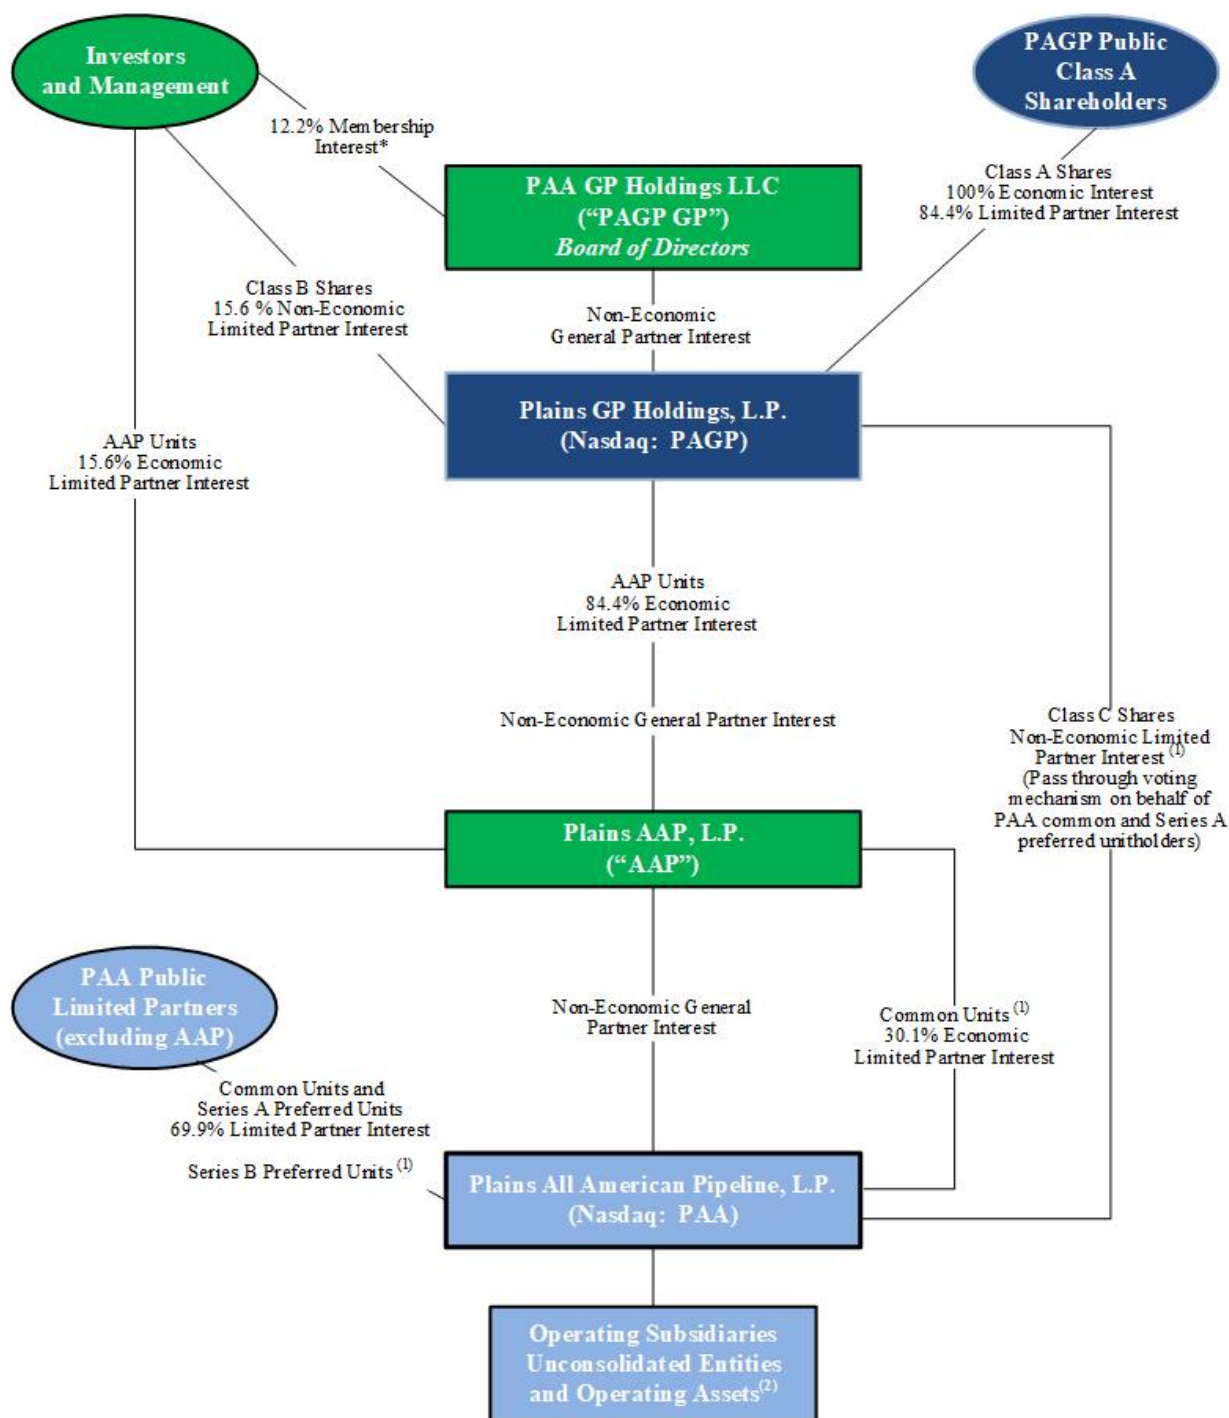 Investors
and Management
PAGP Public
Class A
Shareholders
12.2% Membership
Interest*
PAA GP Holdings LLC
(“PAGP GP”)
Board of Directors
Class A Shares
100% Economic Interest
84.4% Limited Partner Interest
Class B Shares
15.6 % Non-Economic
Limited Partner Interest
Non-Economic
General Partner Interest
Plains GP Holdings, L.P.
(Nasdaq: PAGP)
AAP Units
15.6% Economic
Limited Partner Interest
AAP Units
84.4% Economic
Limited Partner Interest
Non-Economic General Partner Interest
Class C Shares
Non-Economic Limited
Partner Interest (1)
(Pass through voting
mechanism on behalf of
PAA common and Series A
preferred unitholders)
Plains AAP, L.P.
(“AAP”)
PAA Public
Limited Partners
(excluding AAP)
Non-Economic General
Partner Interest
Common Units (1)
30.1% Economic
Limited Partner Interest
Common Units and
Series A Preferred Units
69.9% Limited Partner Interest
Series B Preferred Units (1)
Plains All American Pipeline, L.P.
(Nasdaq: PAA)
Operating Subsidiaries
Unconsolidated Entities
and Operating Assets(2)